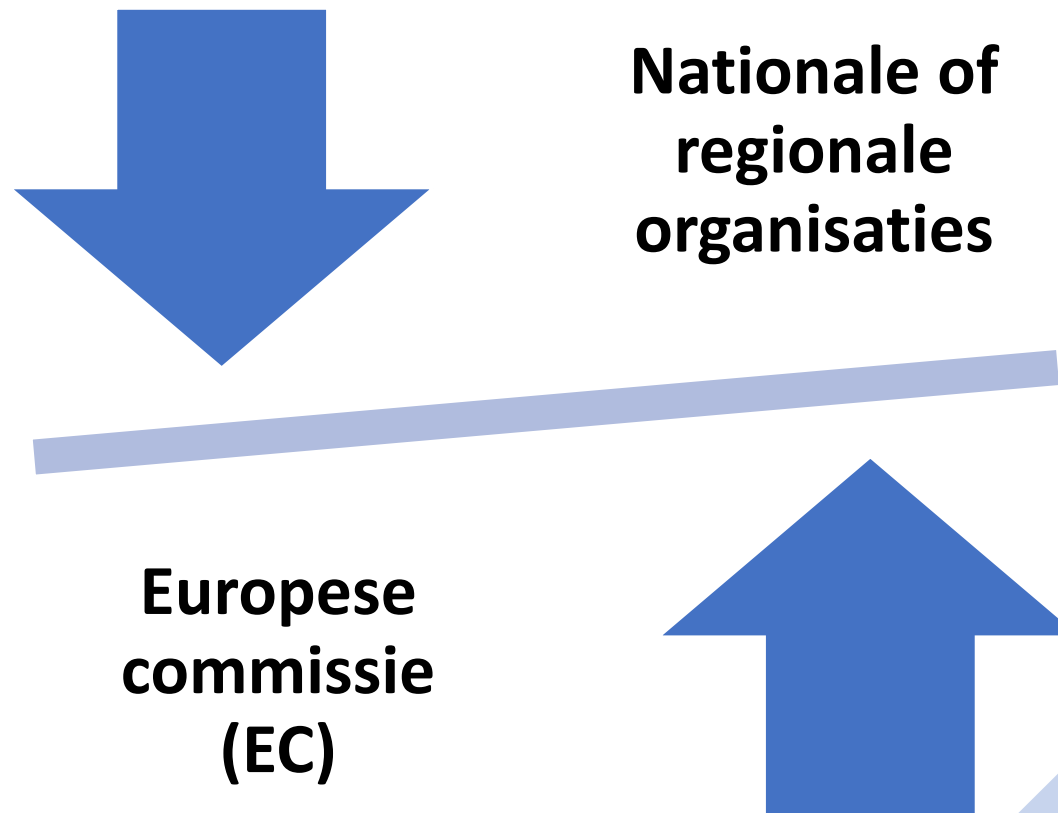 Nationale of
regionale
organisaties
Europese
commissie
(EC)